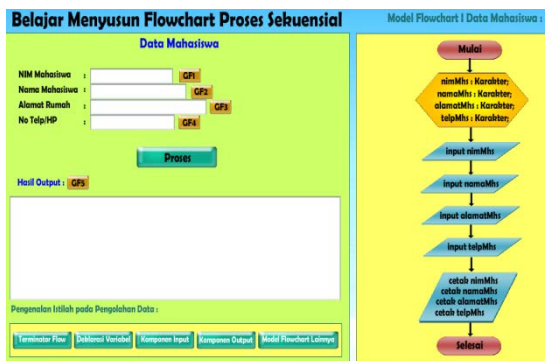 Belajar Menyusun Flowchart Proses Sekuensial
Data Mahasiswa
NIM Mahasiswa :
GF1
Nama Mahasiswa :
GF2
Alamat Rumah :
GF3
No Telp/HP :
GF4
Proses
Hasil Output : GF5
Pengenalan Istilah pada Pengolahan Data :
Terminator Flow
Deklarasi Variabel
Komponen Input
Komponen Output
Model Flowchart Lainnya
Model Flowchart I Data Mahasiswa :
Mulai
nimMhs : Karakter;
namaMhs : Karakter;
alamatMhs : Karakter;
telpMhs : Karakter;
input nimMhs
input namaMhs
input alamatMhs
input telpMhs
cetak nimMhs
cetak namaMhs
cetak alamatMhs
cetak telpMhs
Selesai